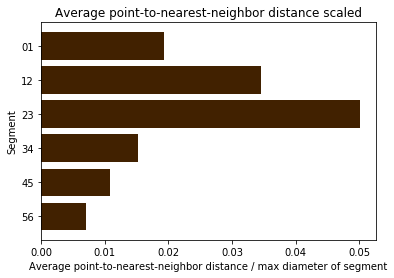 Average point-to-nearest-neighbor distance scaled
01
12
23
34
45
56
Segment
0.00 0.01 0.02 0.03 0.04 0.05
Average point-to-nearest-neighbor distance / max diameter of segment